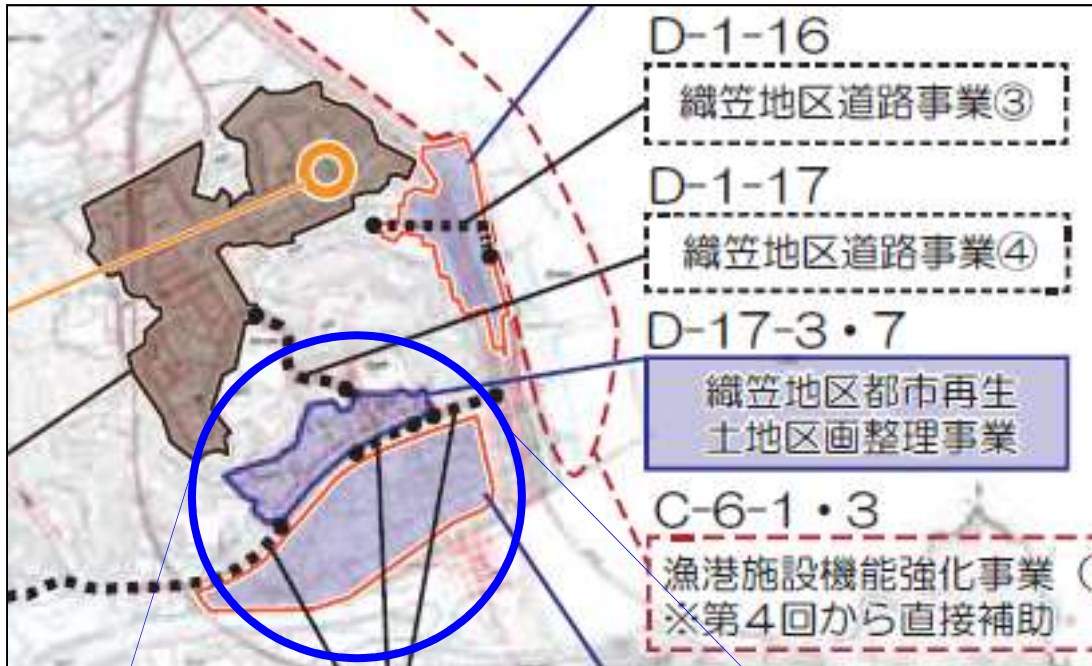 D-1-16
織笠地区道路事業③
D-1-17
織笠地区道路事業④
D-17-3・7
織笠地区都市再生
土地区画整理事業
C-6-1・3
漁港施設機能強化事業（
※第4回から直接補助